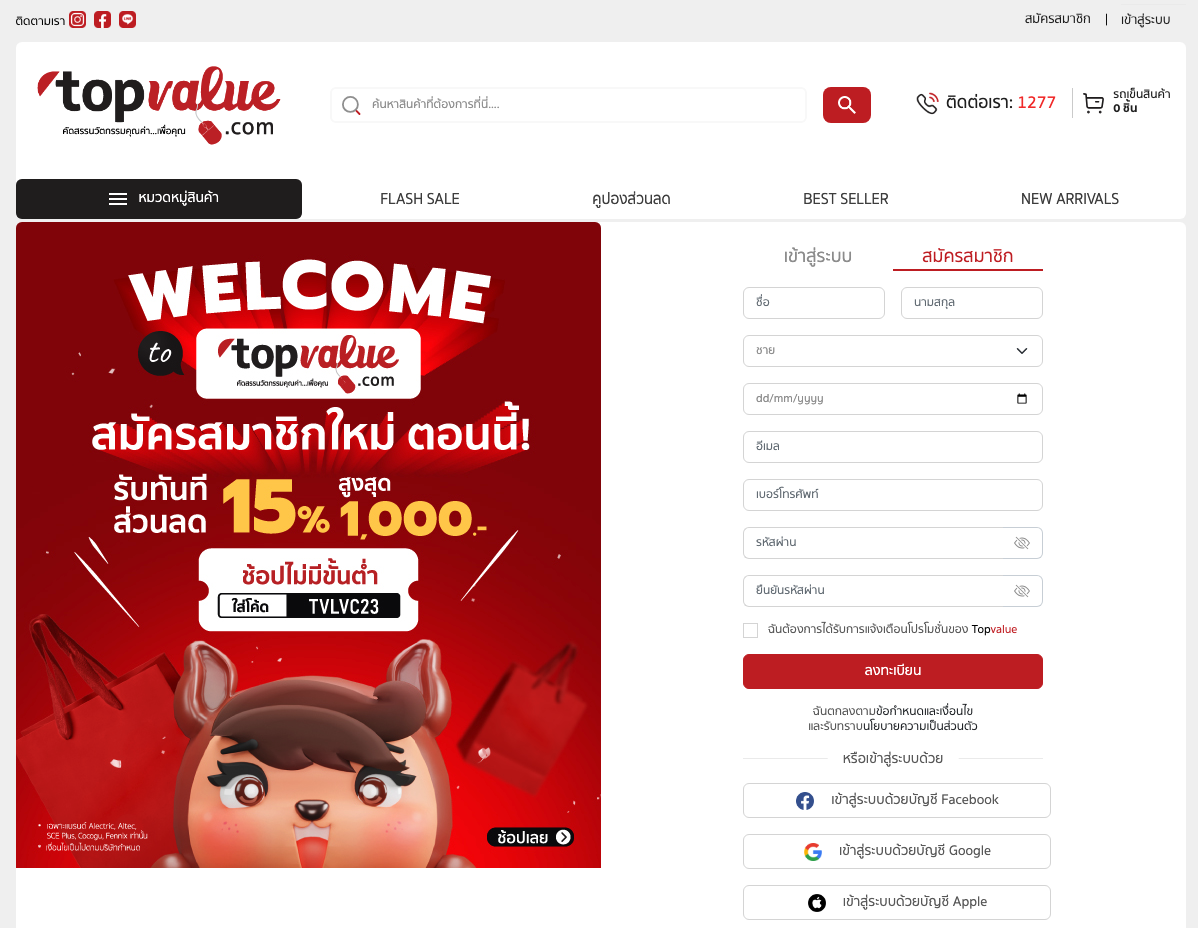 ติดตามเรา
สมัครสมาชิก | เข้าสู่ระบบ
topvalue
.com
คัดสรรนวัตกรรมคุณค่า...เพื่อคุณ
ค้นหาสินค้าที่ต้องการที่นี่....
ติดต่อเรา: 1277
รถเข็นสินค้า
0 ชิ้น
หมวดหมู่สินค้า
FLASH SALE
คูปองส่วนลด
BEST SELLER
NEW ARRIVALS
WELCOME
to
topvalue
.com
คัดสรรนวัตกรรมคุณค่า...เพื่อคุณ
สมัครสมาชิกใหม่ ตอนนี้!
รับทันที
ส่วนลด
15%
สูงสุด
1,000.-
ช้อปไม่มีขั้นต่ำ
ใส่โค้ด TVLVC23
• เฉพาะแบรนด์ Alectric, Aitec,
SCE Plus, Cocogu, Fennix เท่านั้น
• เงื่อนไขเป็นไปตามบริษัทกำหนด
ช้อปเลย
เข้าสู่ระบบ
สมัครสมาชิก
ชื่อ
นามสกุล
ชาย
dd/mm/yyyy
อีเมล
เบอร์โทรศัพท์
รหัสผ่าน
ยืนยันรหัสผ่าน
ฉันต้องการได้รับการแจ้งเตือนโปรโมชั่นของ Topvalue
ลงทะเบียน
ฉันตกลงตามข้อกำหนดและเงื่อนไข
และรับทราบนโยบายความเป็นส่วนตัว
หรือเข้าสู่ระบบด้วย
เข้าสู่ระบบด้วยบัญชี Facebook
เข้าสู่ระบบด้วยบัญชี Google
เข้าสู่ระบบด้วยบัญชี Apple